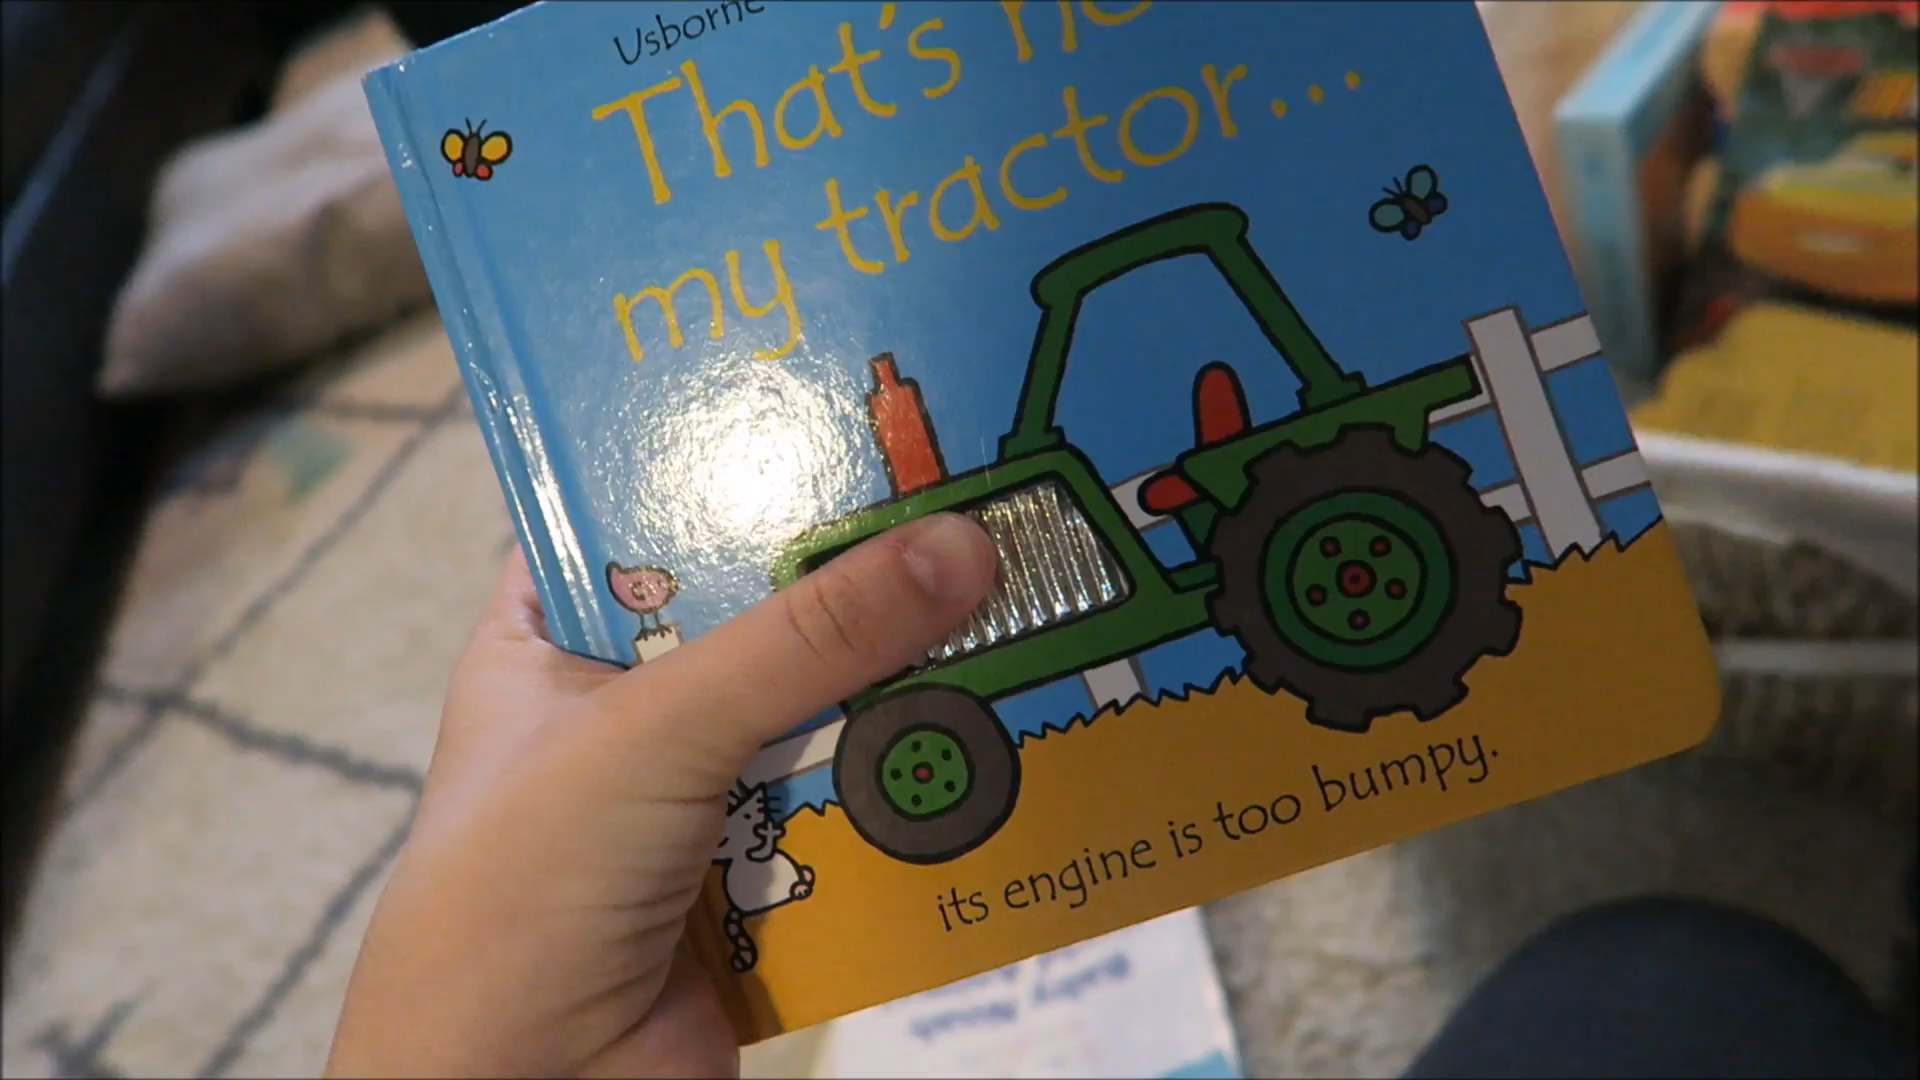 Usborne
That's
my tractor...
its engine is too bumpy.